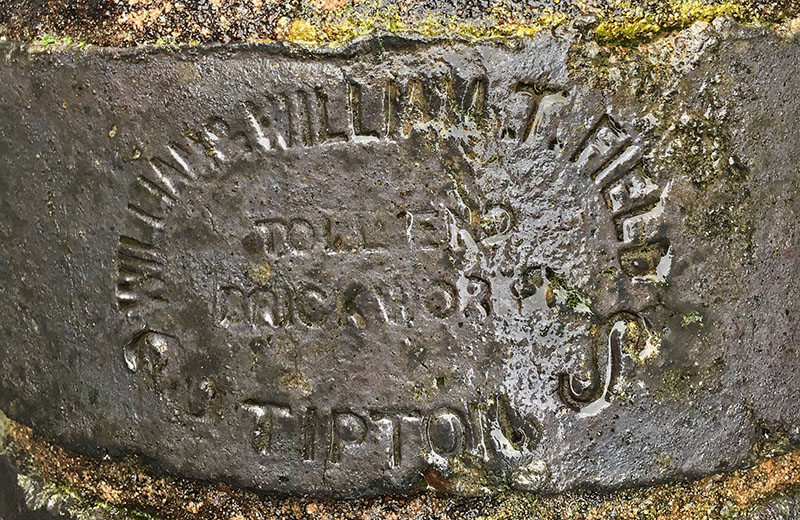 WILLIAM & WILLIAM. T. FIELD
TOLL END
BRICKWORKS
TIPTON